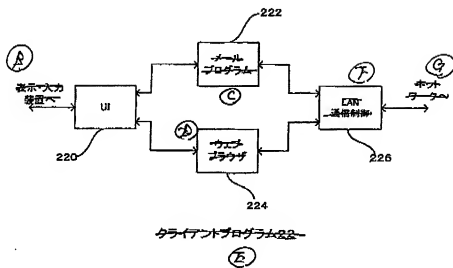 222
Ⓑ
メール
プログラム
Ⓕ
Ⓖ
表示・入力
装置へ
UI
Ⓒ
LAN
通信制御
ネット
ワークへ
220
Ⓓ
ウェブ
ブラウザ
226
224
クライアントプログラム22
Ⓔ